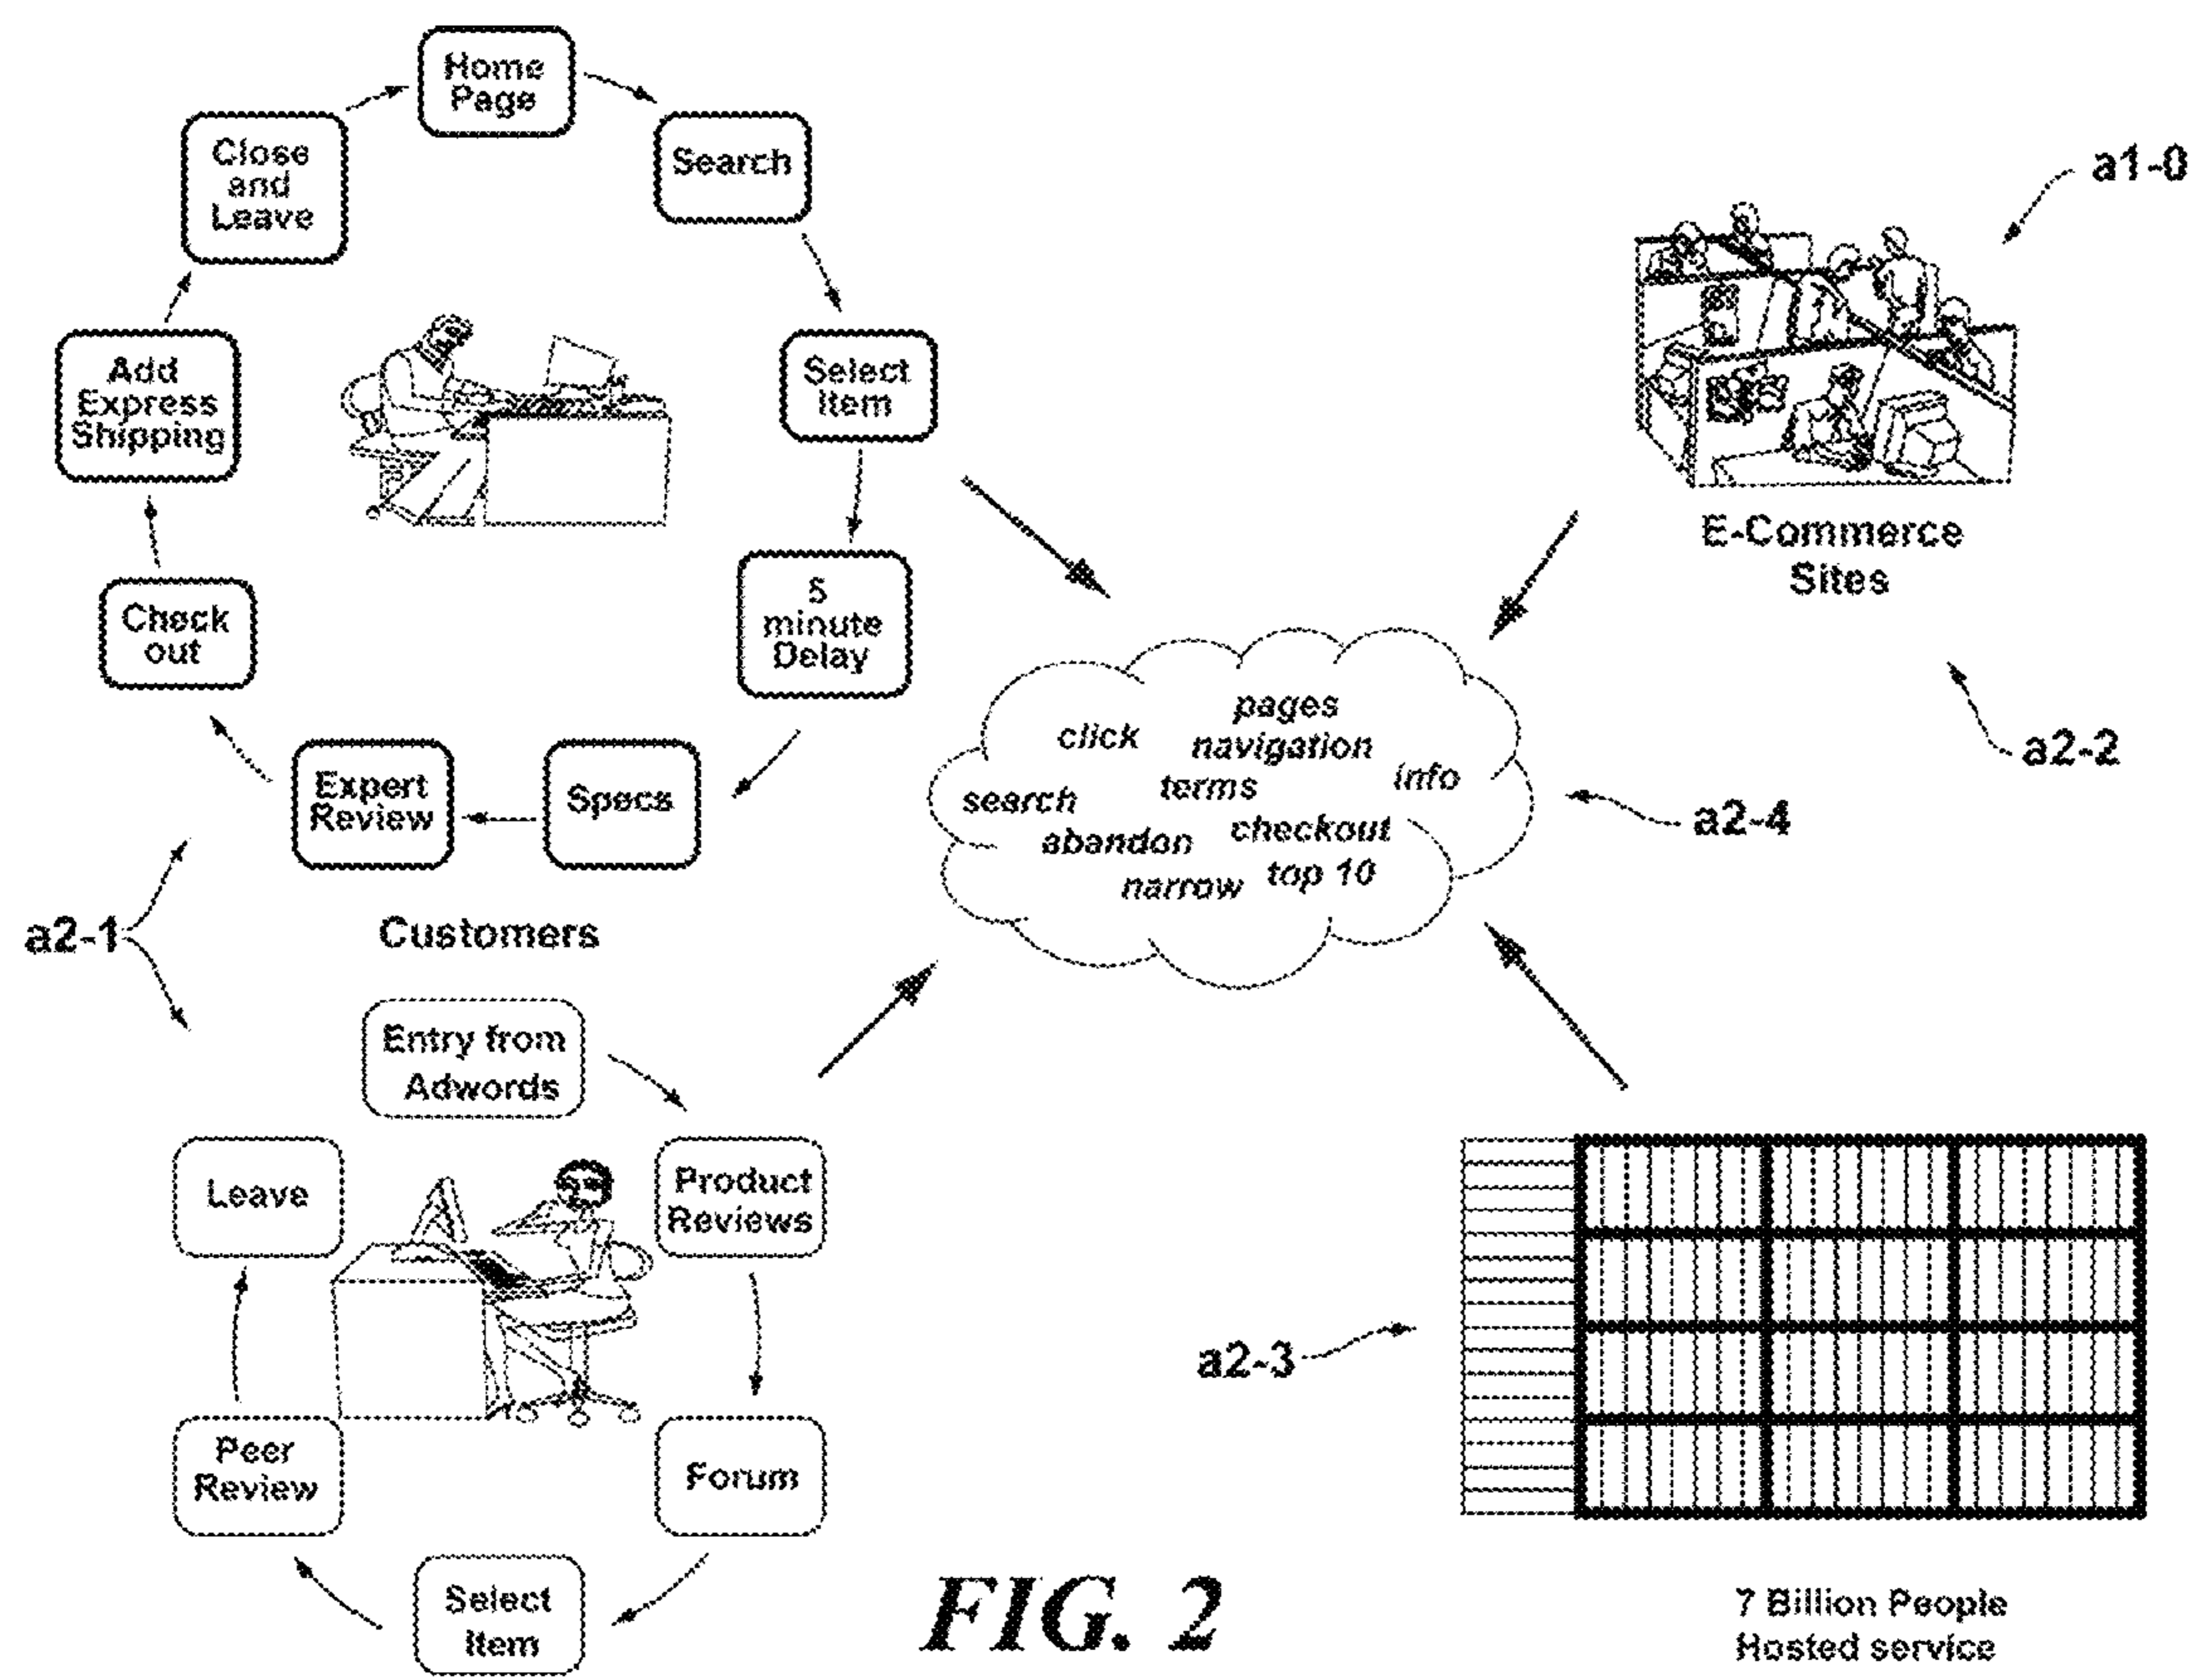 Home
Page
Search
Select
Item
5
minute
Delay
Specs
Expert
Review
Check
out
Add
Express
Shipping
Close
and
Leave
a2-1
Customers
Entry from
Adwords
Product
Reviews
Forum
Select
Item
Peer
Review
Leave
pages
click
navigation
terms
info
search
abandon
checkout
narrow
top 10
a2-4
a1-0
E-Commerce
Sites
a2-2
a2-3
7 Billion People
Hosted service
FIG. 2